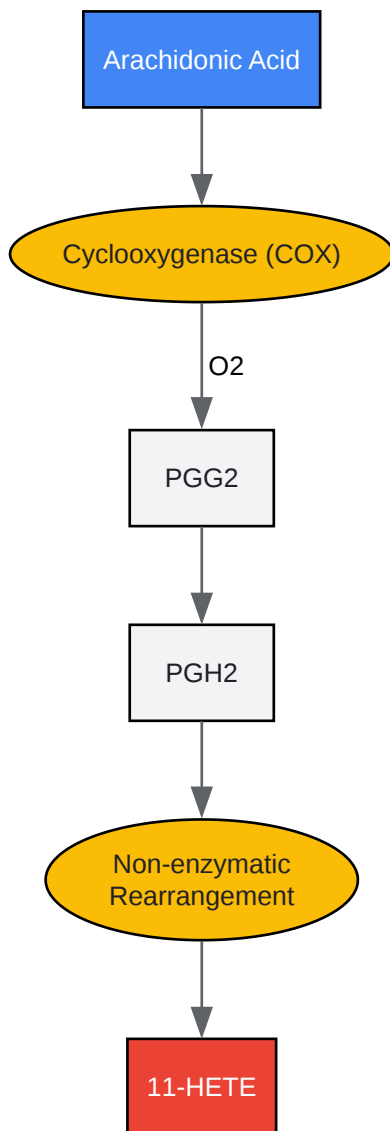 Arachidonic Acid
Cyclooxygenase (COX)
O2
PGG2
PGH2
Non-enzymatic
Rearrangement
11-HETE